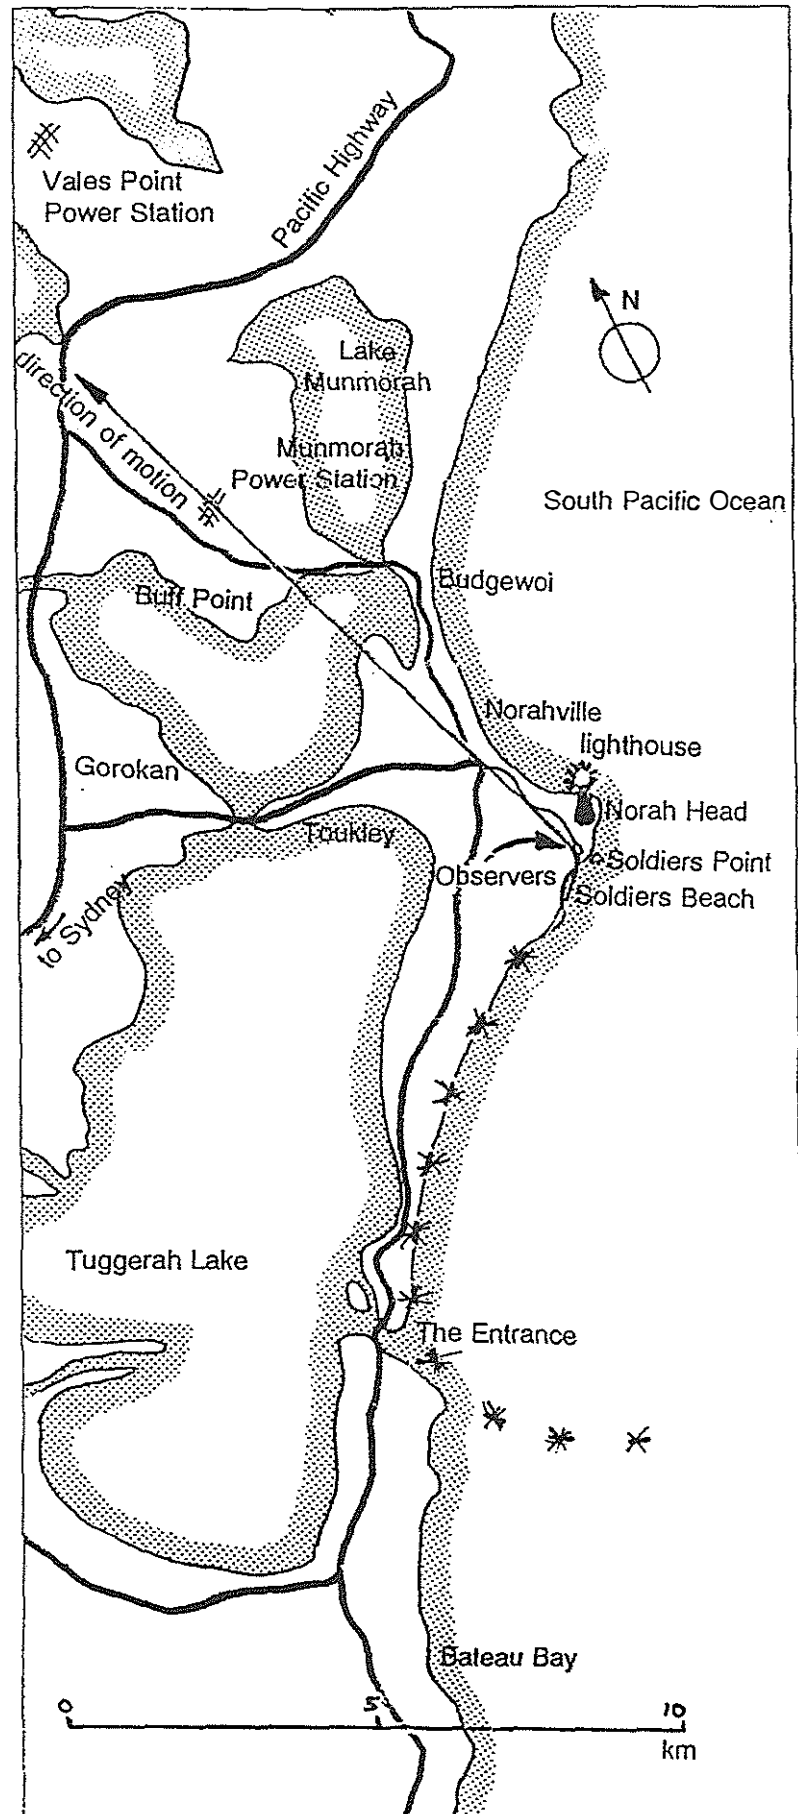 Pacific Highway
Vales Point
Power Station
N
direction of motion
Lake
Munmorah
Munmorah
Power Station
South Pacific Ocean
Buff Point
Budgewoi
Norahville
lighthouse
Gorokan
Norah Head
Toukley
Observers
Soldiers Point
Soldiers Beach
to Sydney
Tuggerah Lake
The Entrance
Bateau Bay
0 5 10
km